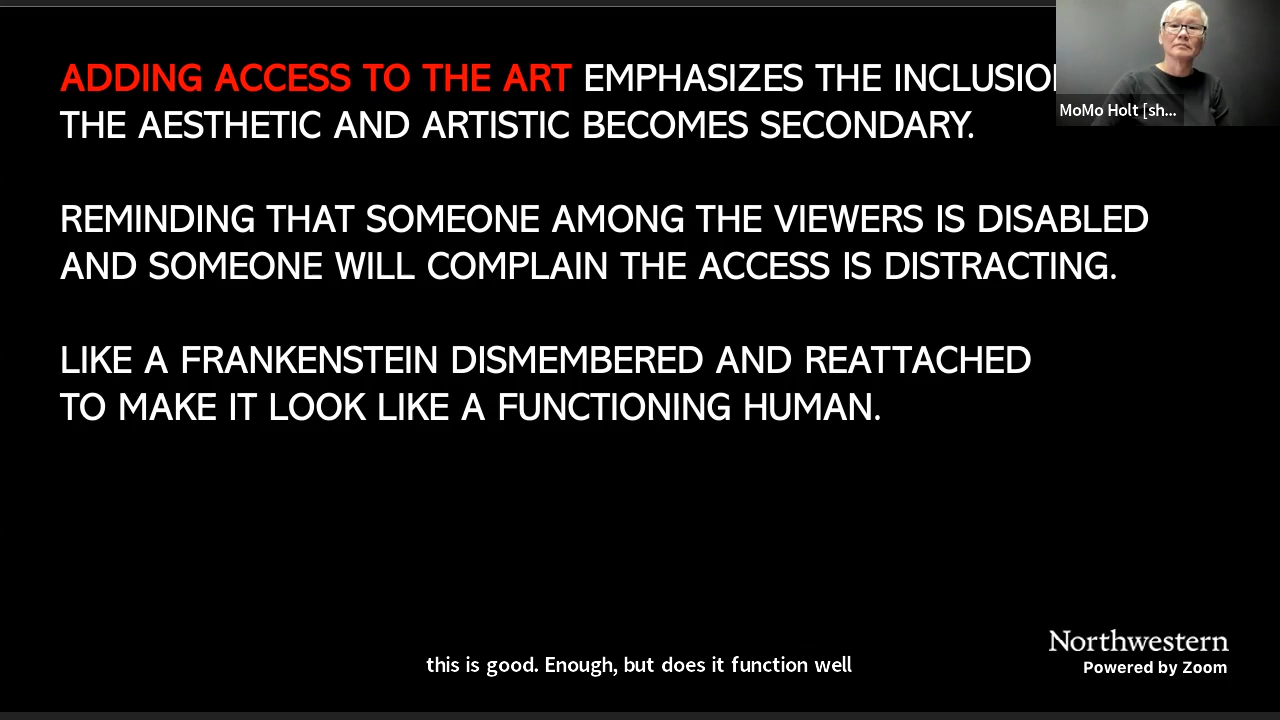 ADDING ACCESS TO THE ART EMPHASIZES THE
THE AESTHETIC AND ARTISTIC BECOMES SECONDARY.
REMINDING THAT SOMEONE AMONG THE VIEWERS IS DISABLED
AND SOMEONE WILL COMPLAIN THE ACCESS IS DISTRACTING.
LIKE A FRANKENSTEIN DISMEMBERED AND REATTACHED
TO MAKE IT LOOK LIKE A FUNCTIONING HUMAN.
MoMo Holt [sh...
this is good. Enough, but does it function well
Northwestern
Powered by Zoom